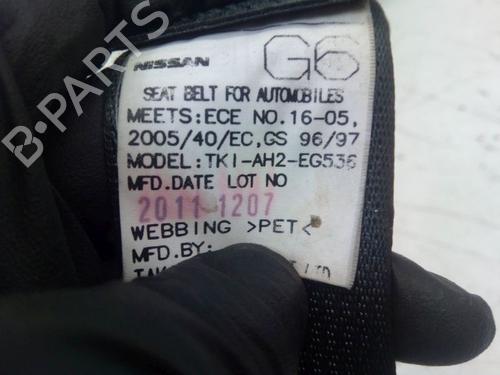 NISSAN G6
SEAT BELT FOR AUTOMOBILES
MEETS:ECE NO.16-05,
2005/40/EC,GS 96/97
MODEL:TKI-AH2-EG536
MFD.DATE LOT NO
2011-1207
WEBBING >PET<
MFD.BY:
LTD
B-PARTS